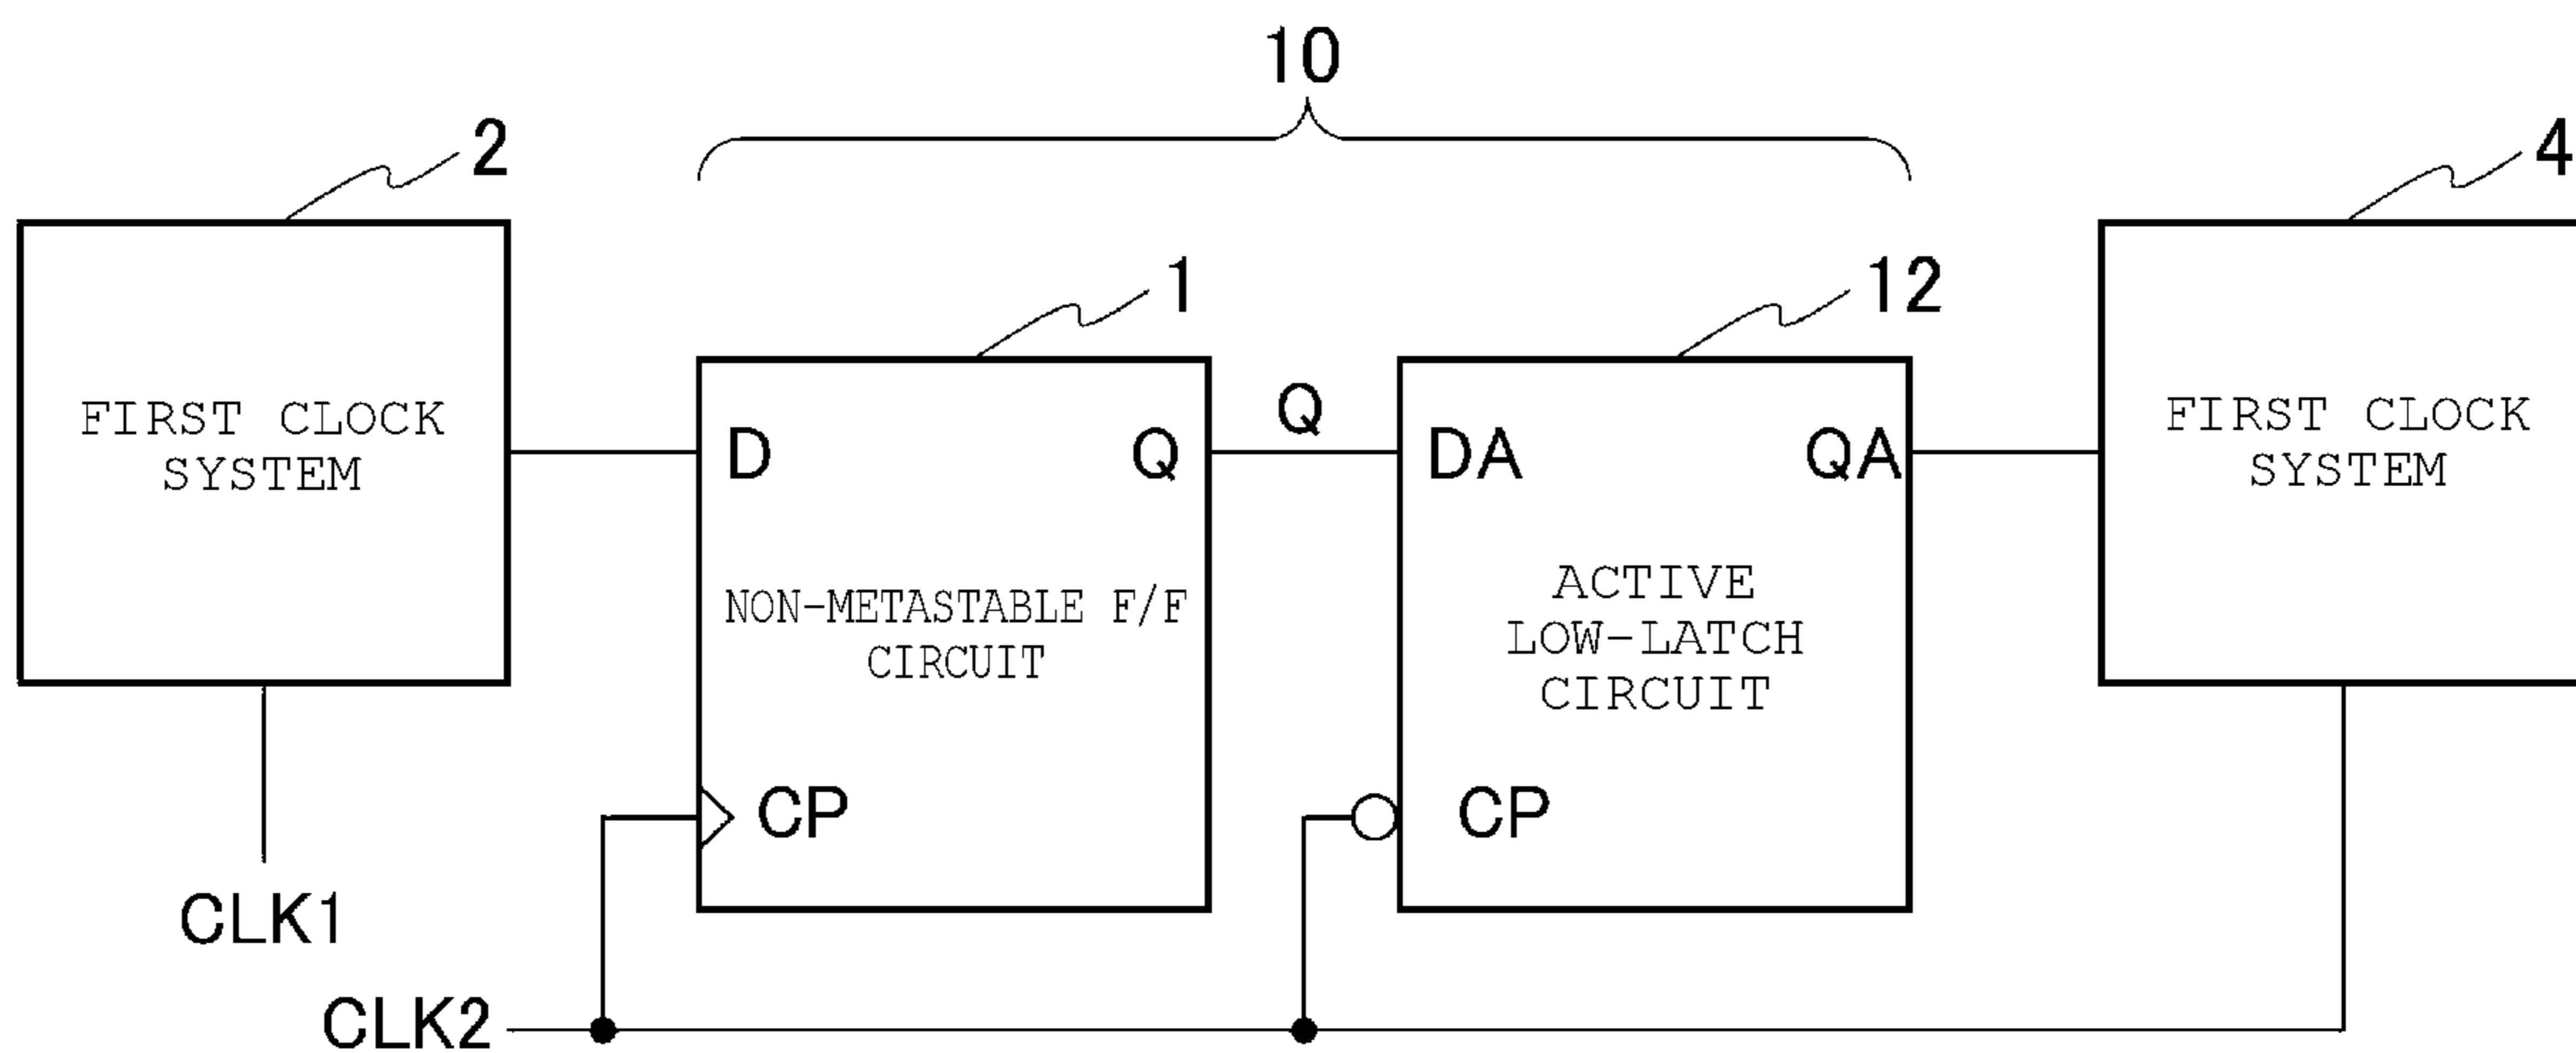 10
2
4
1
12
FIRST CLOCK
SYSTEM
D
Q
NON-METASTABLE F/F
CIRCUIT
CP
Q
DA
QA
ACTIVE
LOW-LATCH
CIRCUIT
CP
FIRST CLOCK
SYSTEM
CLK1
CLK2